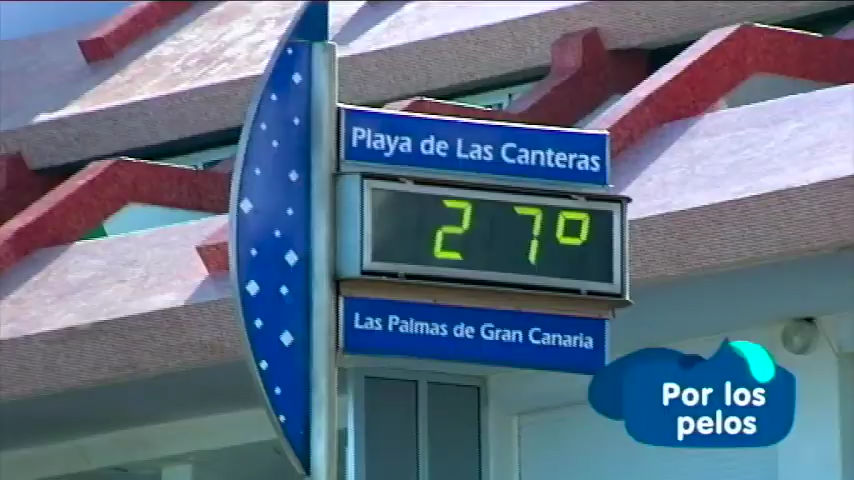 Playa de Las Canteras
27º
Las Palmas de Gran Canaria
Por los
pelos